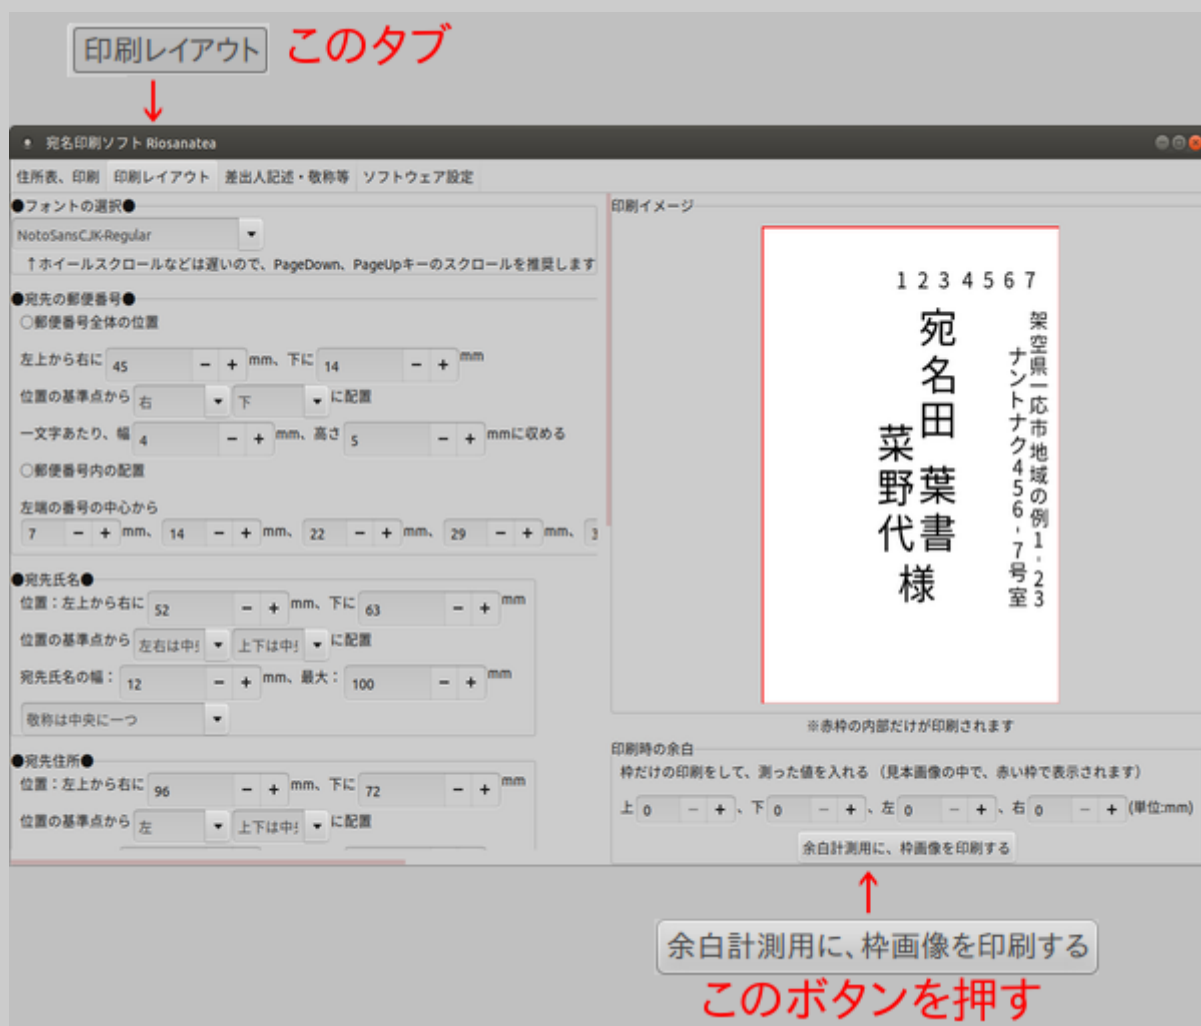 印刷レイアウト このタブ
↓
宛名印刷ソフト Riosanatea
住所表、印刷 印刷レイアウト 差出人記述・敬称等 ソフトウェア設定
●フォントの選択●
NotoSansCJK-Regular
↑ホイールスクロールなどは遅いので、PageDown、PageUpキーのスクロールを推奨します
●宛先の郵便番号●
○郵便番号全体の位置
左上から右に 45 − + mm、下に 14 − + mm
位置の基準点から 右 下 に配置
一文字あたり、幅 4 − + mm、高さ 5 − + mmに収める
○郵便番号内の配置
左端の番号の中心から
7 − + mm、 14 − + mm、 22 − + mm、 29 − + mm、 3
●宛先氏名●
位置：左上から右に 52 − + mm、下に 63 − + mm
位置の基準点から 左右は中 上下は中 に配置
宛先氏名の幅： 12 − + mm、最大： 100 − + mm
敬称は中央に一つ
●宛先住所●
位置：左上から右に 96 − + mm、下に 72 − + mm
位置の基準点から 左 上下は中 に配置
印刷イメージ
1234567
架空県一応市地域の例1-23
ナントナク456-7号室
宛名田 葉書
菜野代
様
※赤枠の内部だけが印刷されます
印刷時の余白
枠だけの印刷をして、測った値を入れる （見本画像の中で、赤い枠で表示されます）
上 0 − + 、下 0 − + 、左 0 − + 、右 0 − + (単位:mm)
余白計測用に、枠画像を印刷する
↑
余白計測用に、枠画像を印刷する
このボタンを押す